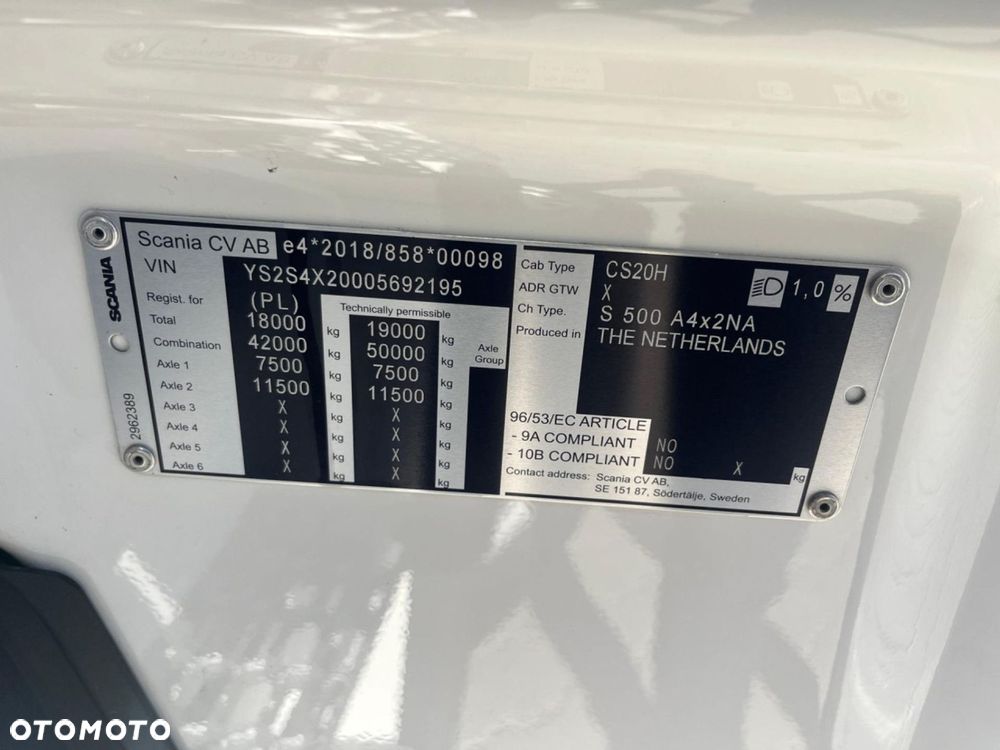 SCANIA
2962389
Scania CV AB e4*2018/858*00098
VIN YS2S4X20005692195
Regist. for (PL) Technically permissible
Total 18000 kg 19000 kg Axle Group
Combination 42000 kg 50000 kg
Axle 1 7500 kg 7500 kg
Axle 2 11500 kg 11500 kg
Axle 3 X kg X kg
Axle 4 X kg X kg
Axle 5 X kg X kg
Axle 6 X kg X kg
Cab Type CS20H 1,0 %
ADR GTW X
Ch Type. S 500 A4x2NA
Produced in THE NETHERLANDS
96/53/EC ARTICLE
- 9A COMPLIANT NO
- 10B COMPLIANT NO X kg
Contact address: Scania CV AB,
SE 151 87, Södertälje, Sweden
OTOMOTO